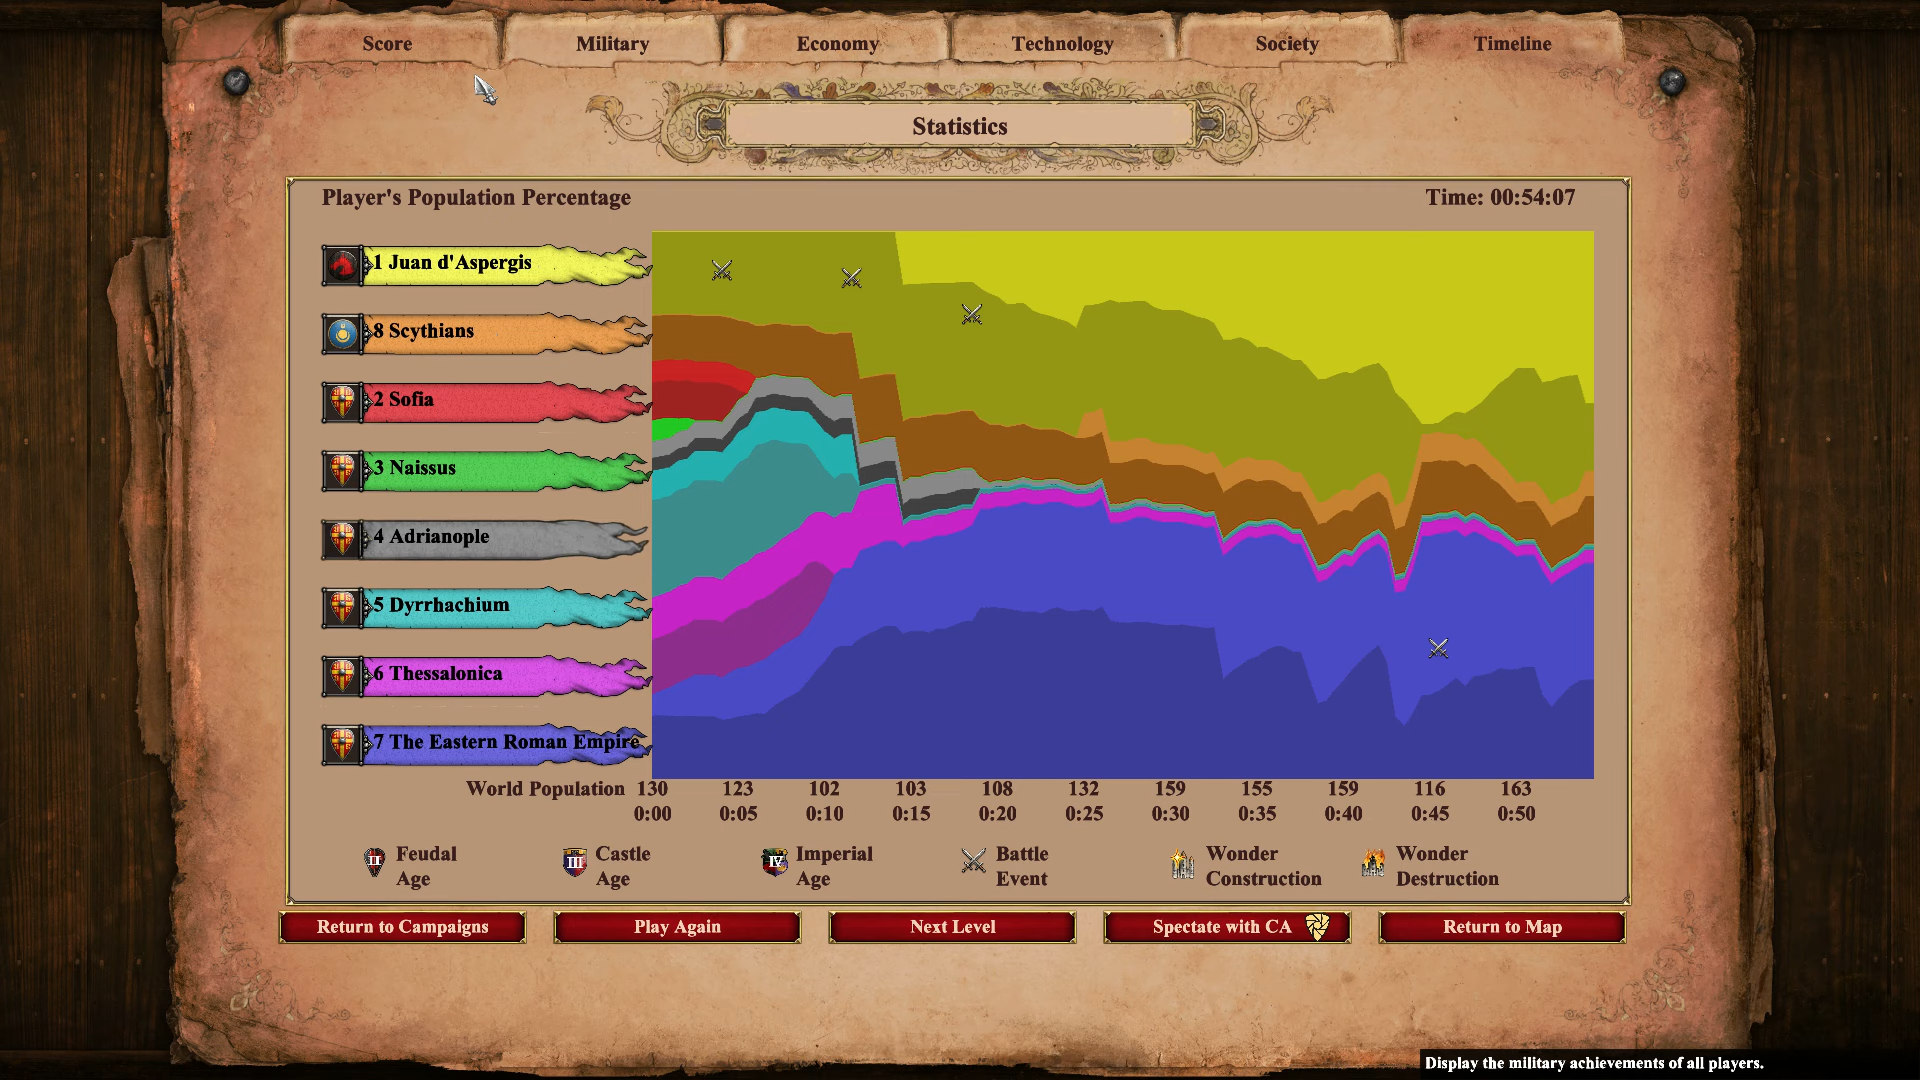 Score Military Economy Technology Society Timeline
Statistics
Player's Population Percentage
Time: 00:54:07
1 Juan d'Aspergis
8 Scythians
2 Sofia
3 Naissus
4 Adrianople
5 Dyrrhachium
6 Thessalonica
7 The Eastern Roman Empire
World Population 130 123 102 103 108 132 159 155 159 116 163
0:00 0:05 0:10 0:15 0:20 0:25 0:30 0:35 0:40 0:45 0:50
II Feudal Age
III Castle Age
IV Imperial Age
Battle Event
Wonder Construction
Wonder Destruction
Return to Campaigns Play Again Next Level Spectate with CA Return to Map
Display the military achievements of all players.